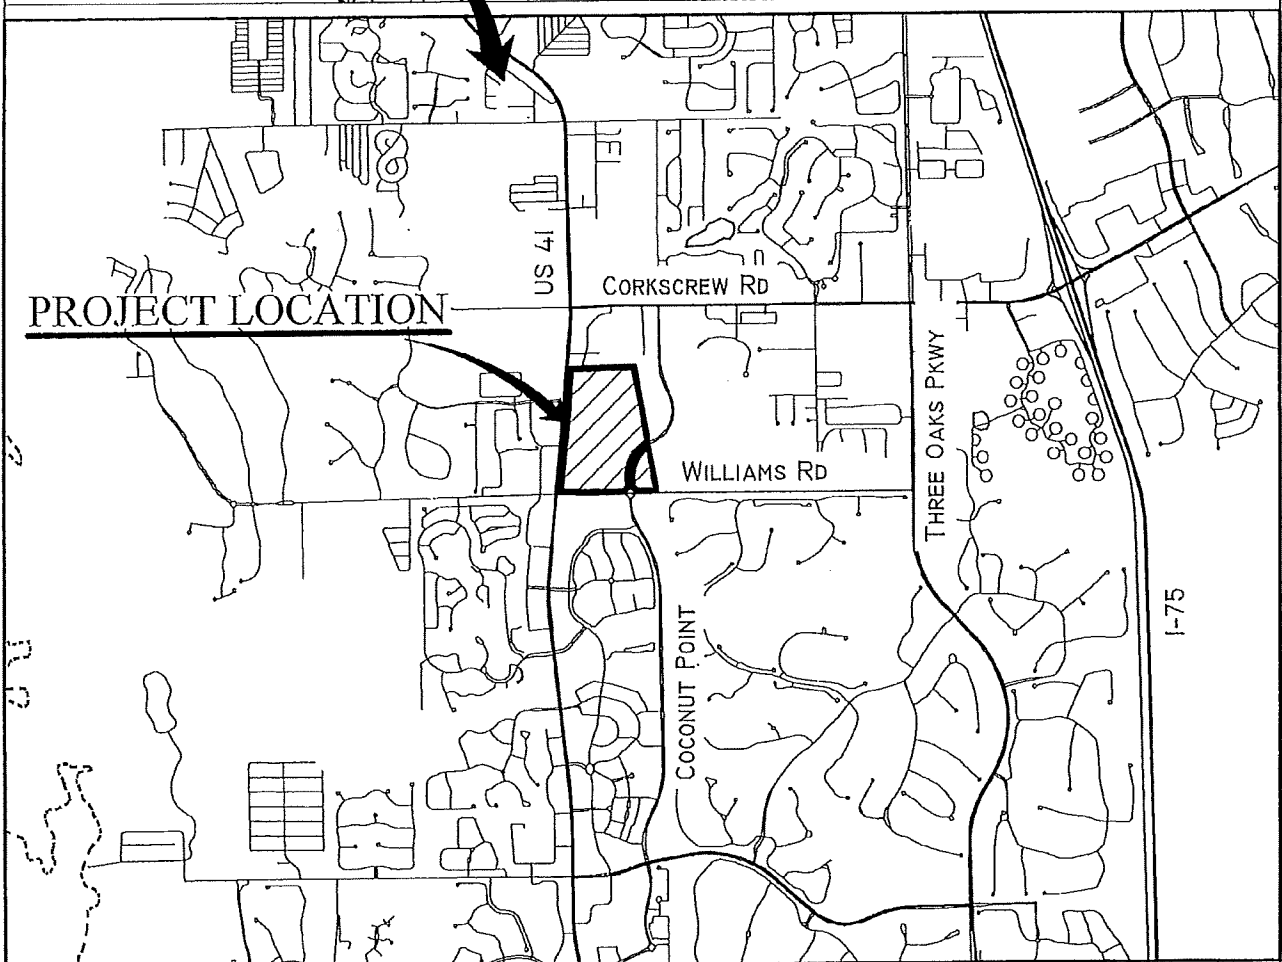 US 41
CORKSCREW RD
PROJECT LOCATION
THREE OAKS PKWY
WILLIAMS RD
I-75
COCONUT POINT